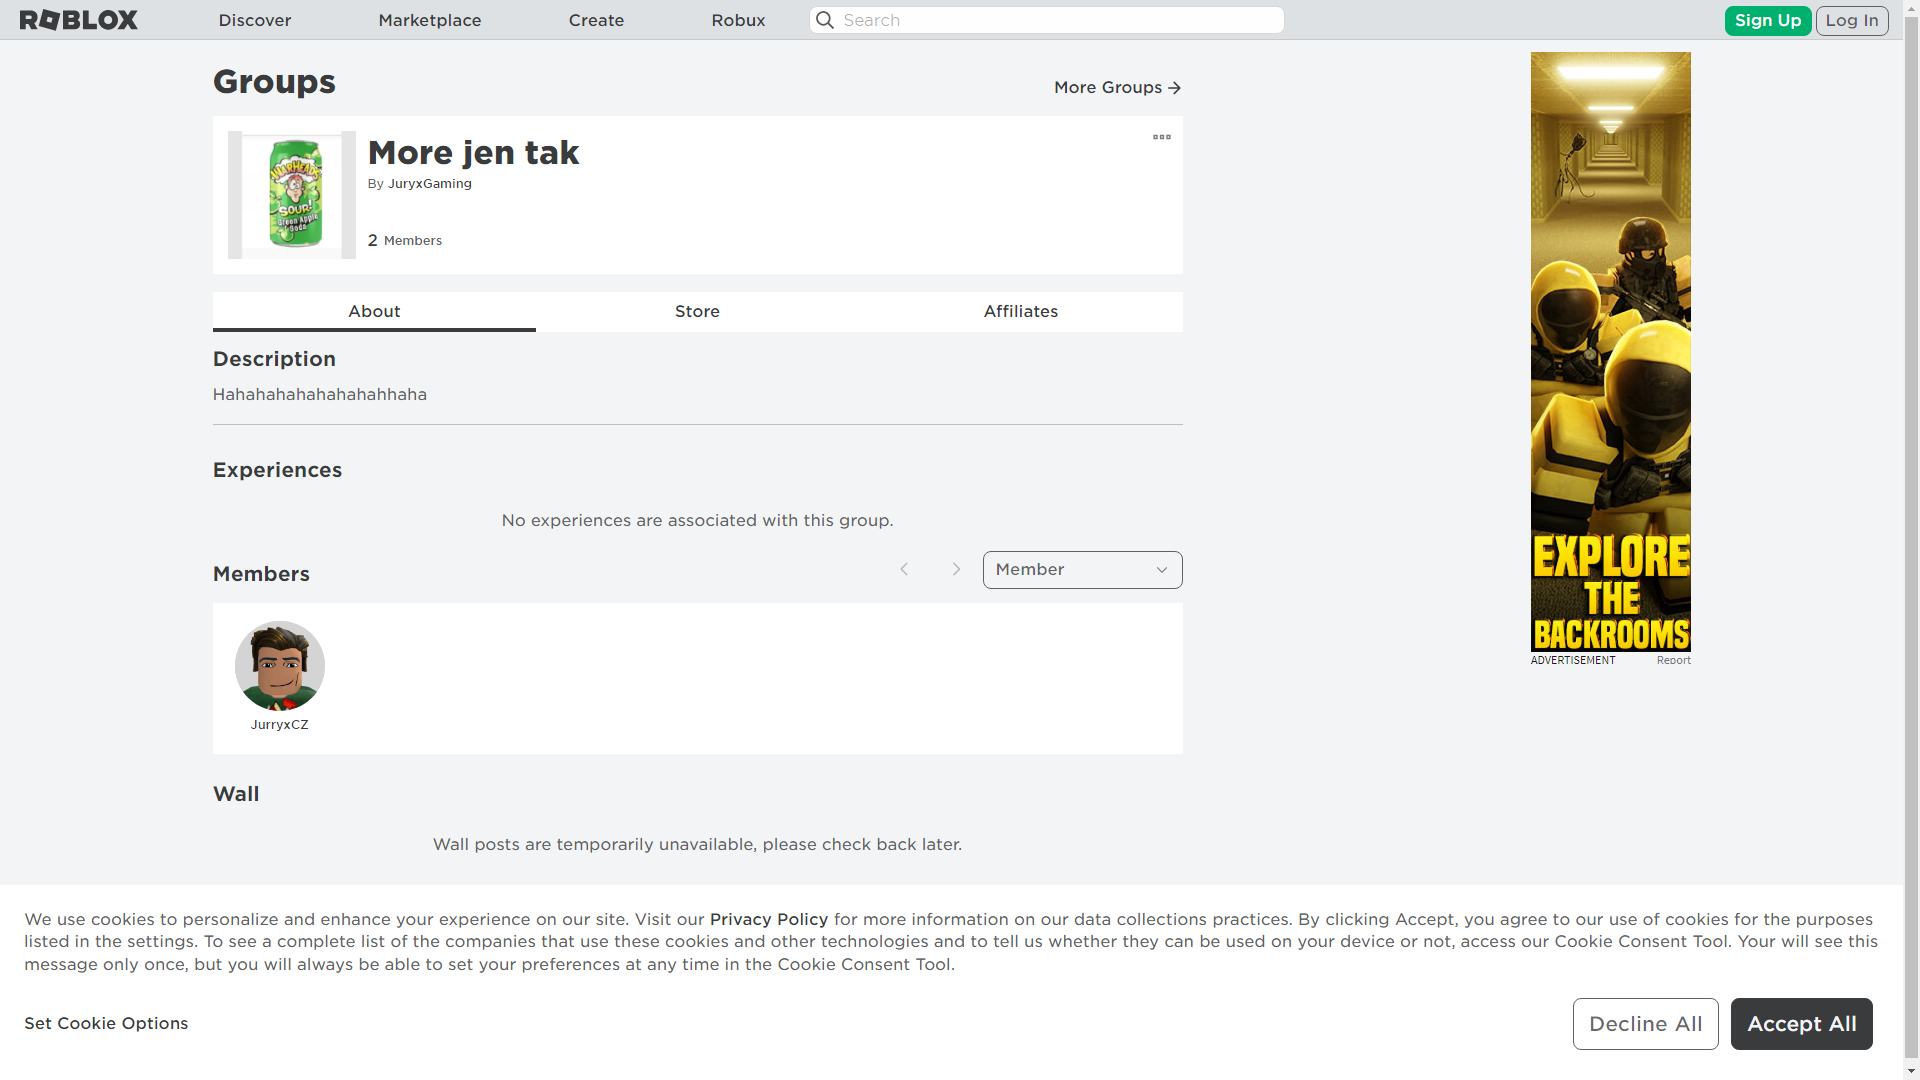 ROBLOX
Discover
Marketplace
Create
Robux
Search
Sign Up
Log In
Groups
More Groups
WARHEADS
SOUR!
Green Apple
Soda
More jen tak
By JuryxGaming
2 Members
About
Store
Affiliates
Description
Hahahahahahahahahhaha
Experiences
No experiences are associated with this group.
Members
Member
JurryxCZ
Wall
Wall posts are temporarily unavailable, please check back later.
EXPLORE
THE
BACKROOMS
ADVERTISEMENT
Report
We use cookies to personalize and enhance your experience on our site. Visit our Privacy Policy for more information on our data collections practices. By clicking Accept, you agree to our use of cookies for the purposes
listed in the settings. To see a complete list of the companies that use these cookies and other technologies and to tell us whether they can be used on your device or not, access our Cookie Consent Tool. Your will see this
message only once, but you will always be able to set your preferences at any time in the Cookie Consent Tool.
Set Cookie Options
Decline All
Accept All